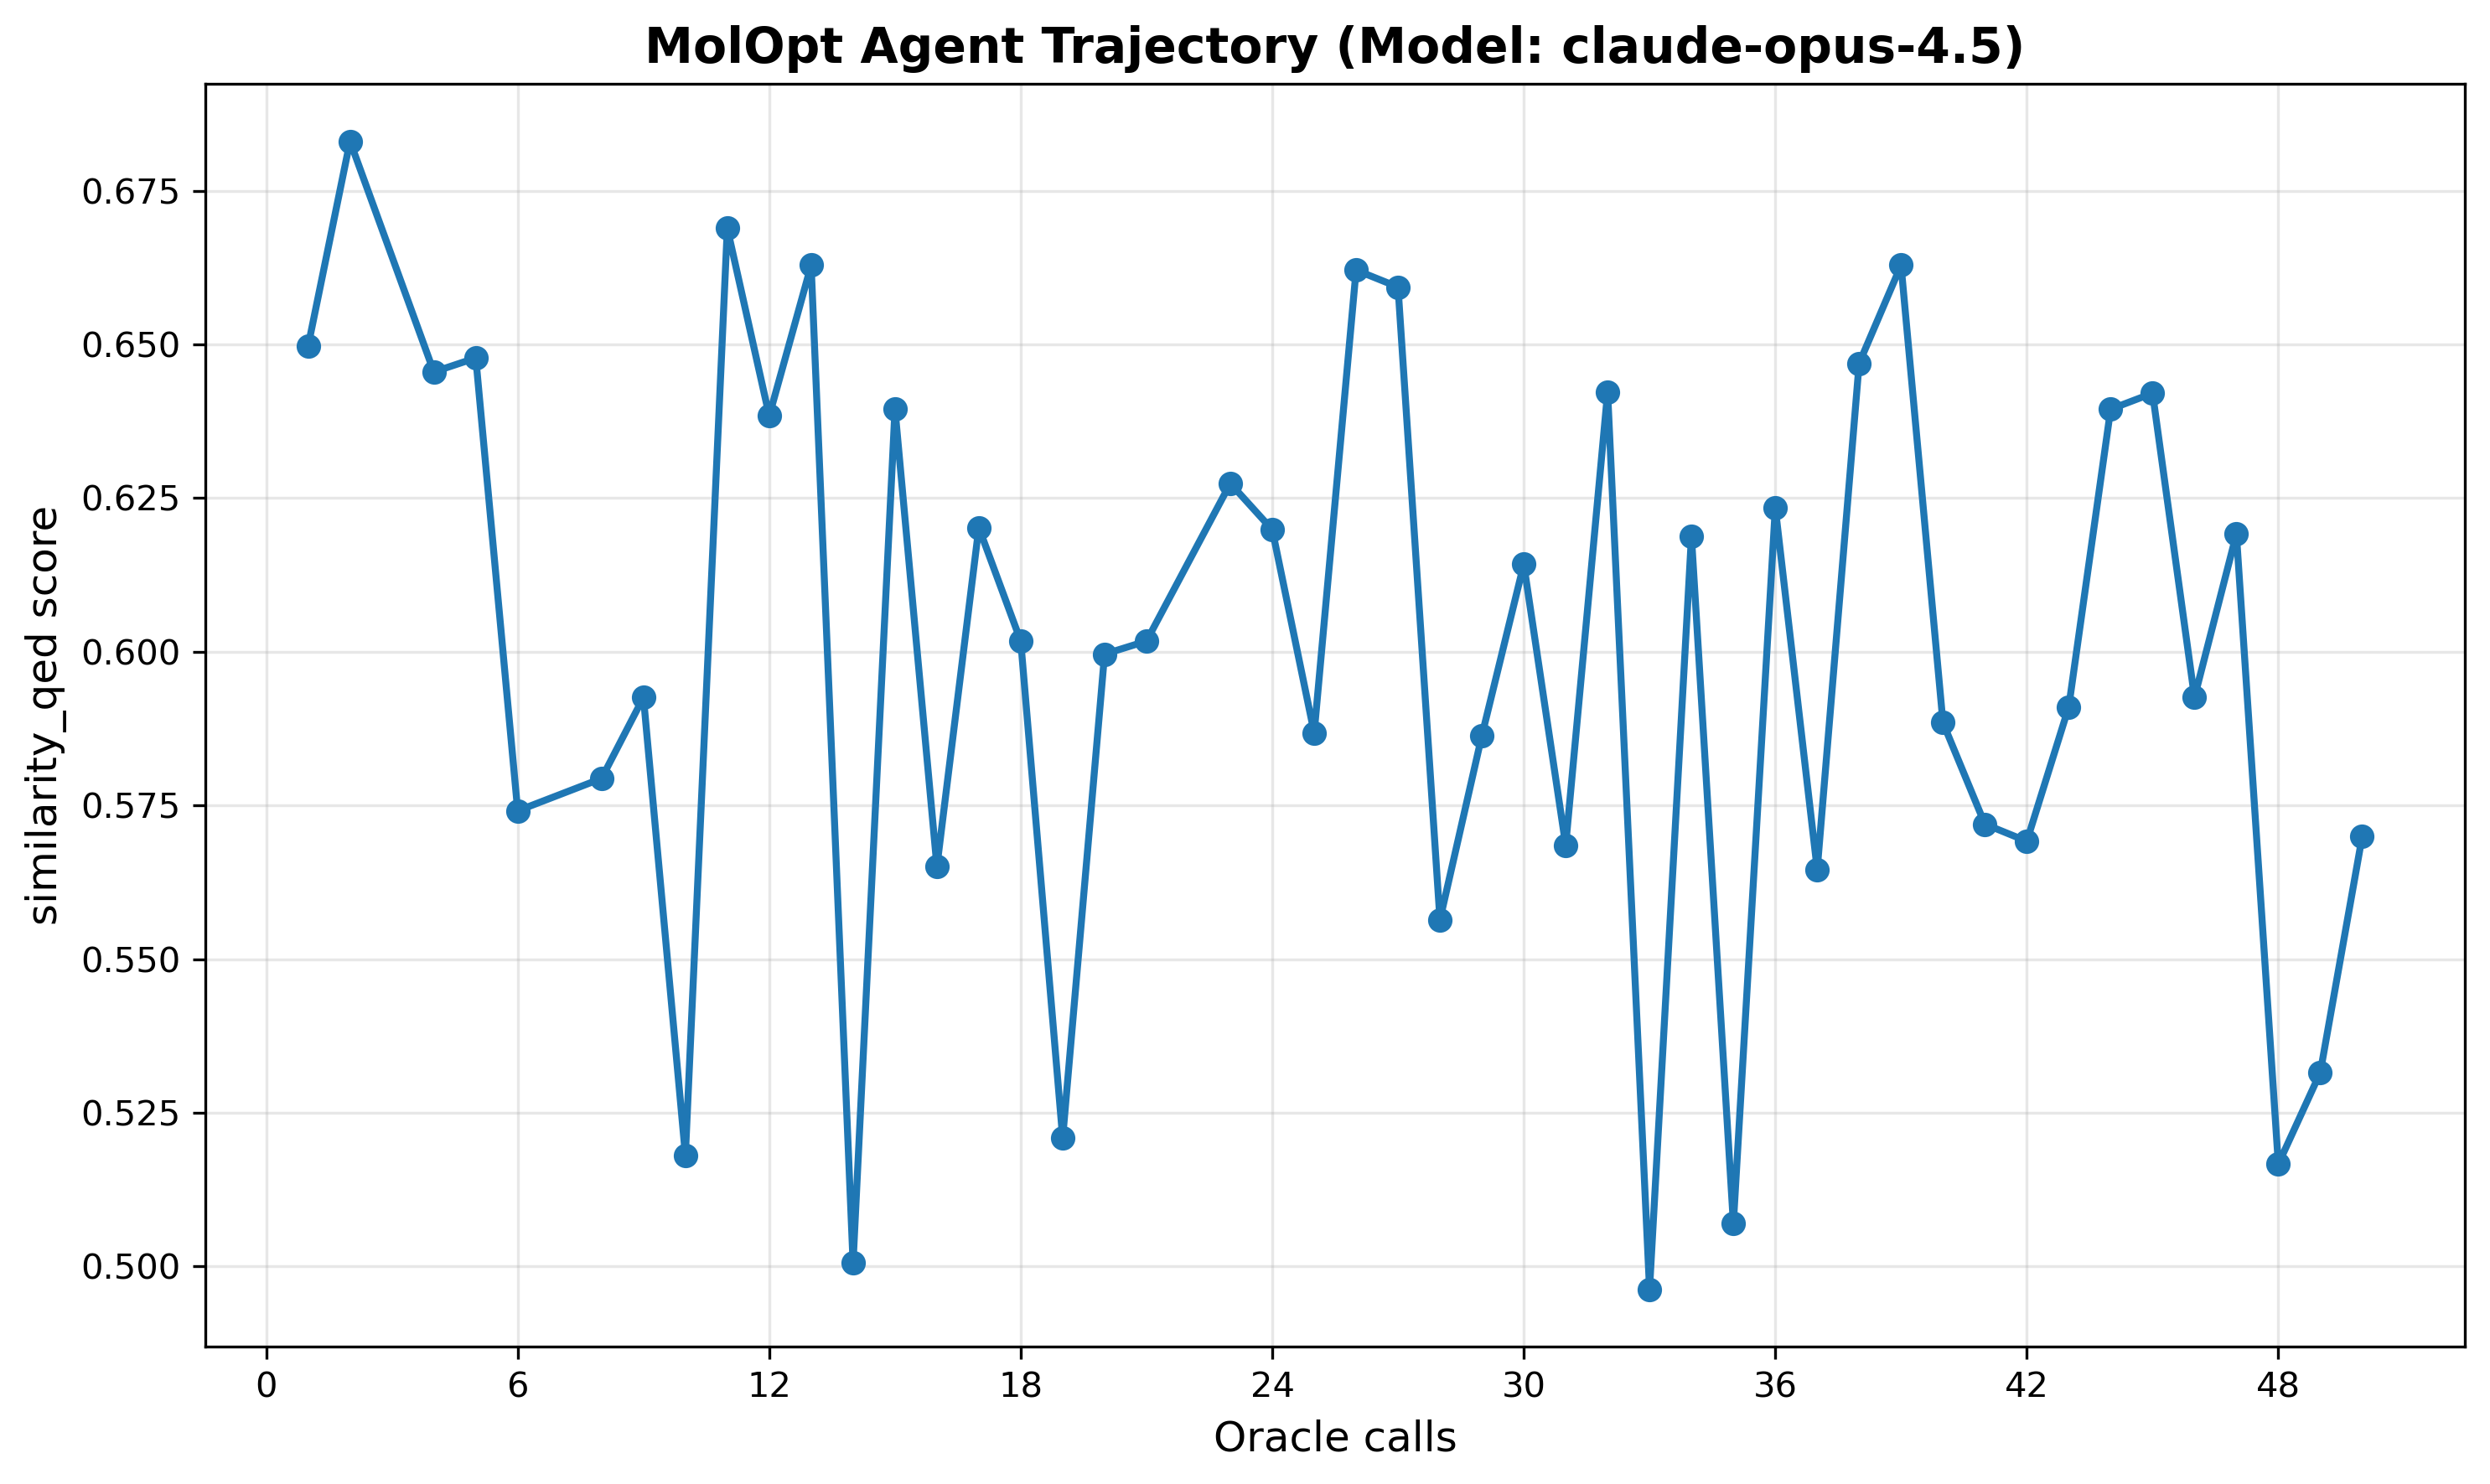 MolOpt Agent Trajectory (Model: claude-opus-4.5)
similarity_qed score
0.675
0.650
0.625
0.600
0.575
0.550
0.525
0.500
0 6 12 18 24 30 36 42 48
Oracle calls